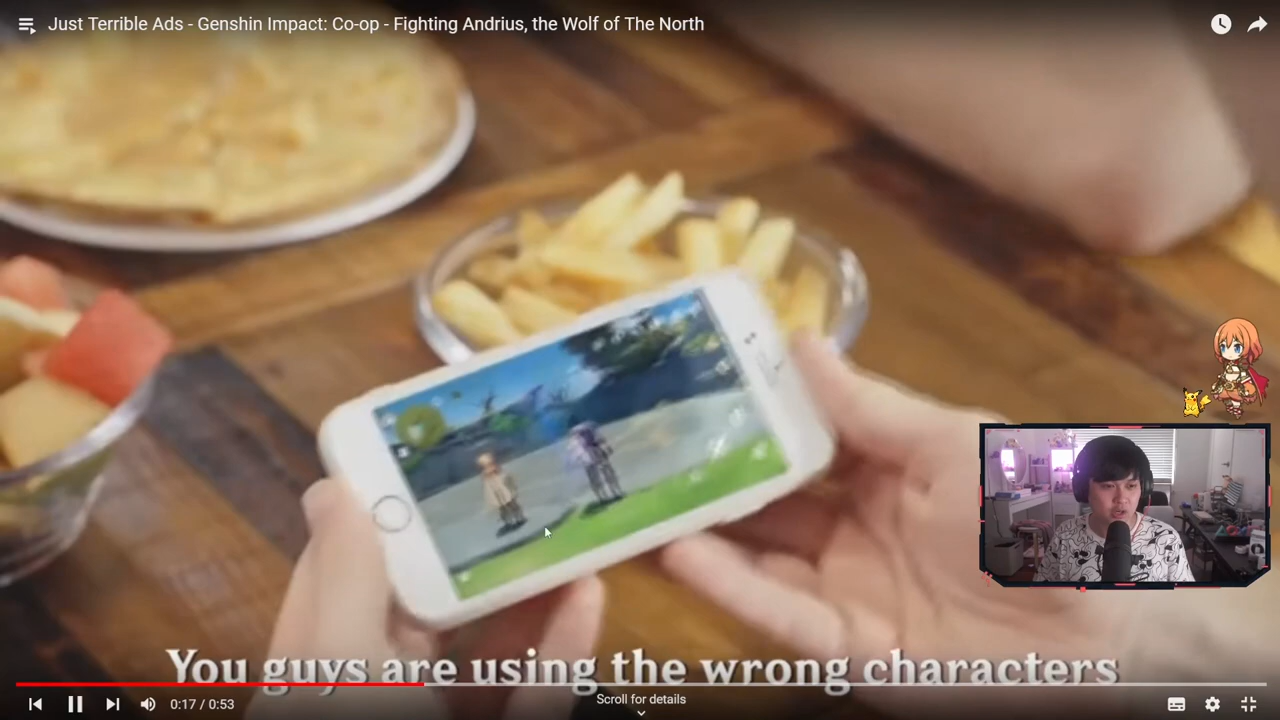 Just Terrible Ads - Genshin Impact: Co-op - Fighting Andrius, the Wolf of The North
You guys are using the wrong characters
Scroll for details
0:17 / 0:53